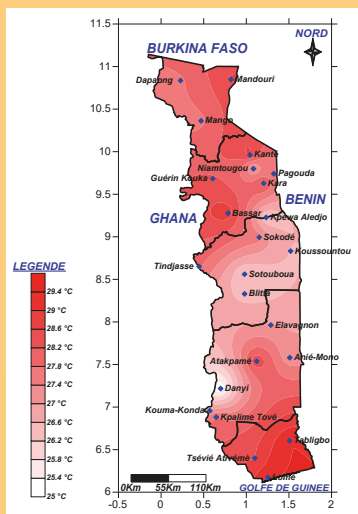 11.5
NORD
BURKINA FASO
11
Dapaong
Mandouri
10.5
Mango
10
Kanté
Niamtougou
Pagouda
Guérin Kouka
Kara
9.5
BENIN
GHANA
Bassar
Kpewa Aledjo
9
Sokodé
Koussountou
LEGENDE
Tindjasse
29.4 °C
Sotouboua
29 °C
8.5
Blitta
28.6 °C
28.2 °C
8
Elavagnon
27.8 °C
27.4 °C
7.5
Atakpamé
Anié-Mono
27 °C
Danyi
26.6 °C
7
Kouma-Konda
26.2 °C
Kpalime Tové
25.8 °C
6.5
Tabligbo
25.4 °C
Tsévié Ativémé
25 °C
Lomé
0Km 55Km 110Km
GOLFE DE GUINEE
6
-0.5 0 0.5 1 1.5 2